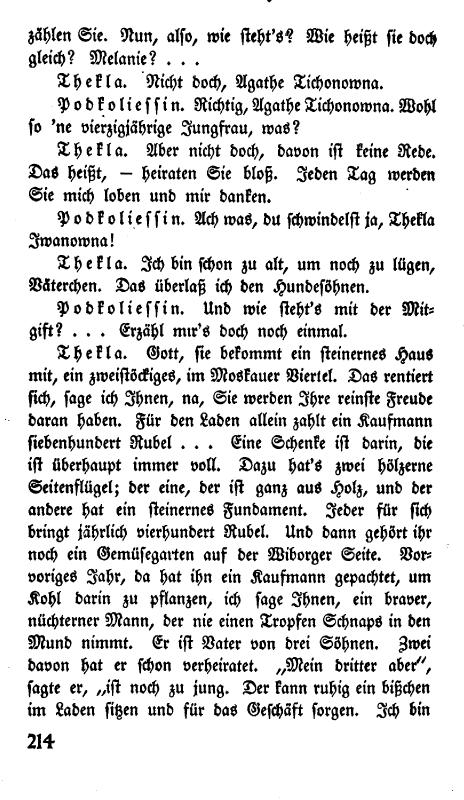 zählen Sie. Nun, also, wie steht's? Wie heißt sie doch
gleich? Melanie? . . .
Thekla. Nicht doch, Agathe Tichonowna.
Podkoliessin. Richtig, Agathe Tichonowna. Wohl
so 'ne vierzigjährige Jungfrau, was?
Thekla. Aber nicht doch, davon ist keine Rede.
Das heißt, — heiraten Sie bloß. Jeden Tag werden
Sie mich loben und mir danken.
Podkoliessin. Ach was, du schwindelst ja, Thekla
Iwanowna!
Thekla. Ich bin schon zu alt, um noch zu lügen,
Väterchen. Das überlaß ich den Hundesöhnen.
Podkoliessin. Und wie steht's mit der Mit-
gift? . . . Erzähl mir's doch noch einmal.
Thekla. Gott, sie bekommt ein steinernes Haus
mit, ein zweistöckiges, im Moskauer Viertel. Das rentiert
sich, sage ich Ihnen, na, Sie werden Ihre reinste Freude
daran haben. Für den Laden allein zahlt ein Kaufmann
siebenhundert Rubel . . . Eine Schenke ist darin, die
ist überhaupt immer voll. Dazu hat's zwei hölzerne
Seitenflügel; der eine, der ist ganz aus Holz, und der
andere hat ein steinernes Fundament. Jeder für sich
bringt jährlich vierhundert Rubel. Und dann gehört ihr
noch ein Gemüsegarten auf der Wiborger Seite. Vor-
voriges Jahr, da hat ihn ein Kaufmann gepachtet, um
Kohl darin zu pflanzen, ich sage Ihnen, ein braver,
nüchterner Mann, der nie einen Tropfen Schnaps in den
Mund nimmt. Er ist Vater von drei Söhnen. Zwei
davon hat er schon verheiratet. „Mein dritter aber“,
sagte er, „ist noch zu jung. Der kann ruhig ein bißchen
im Laden sitzen und für das Geschäft sorgen. Ich bin
214